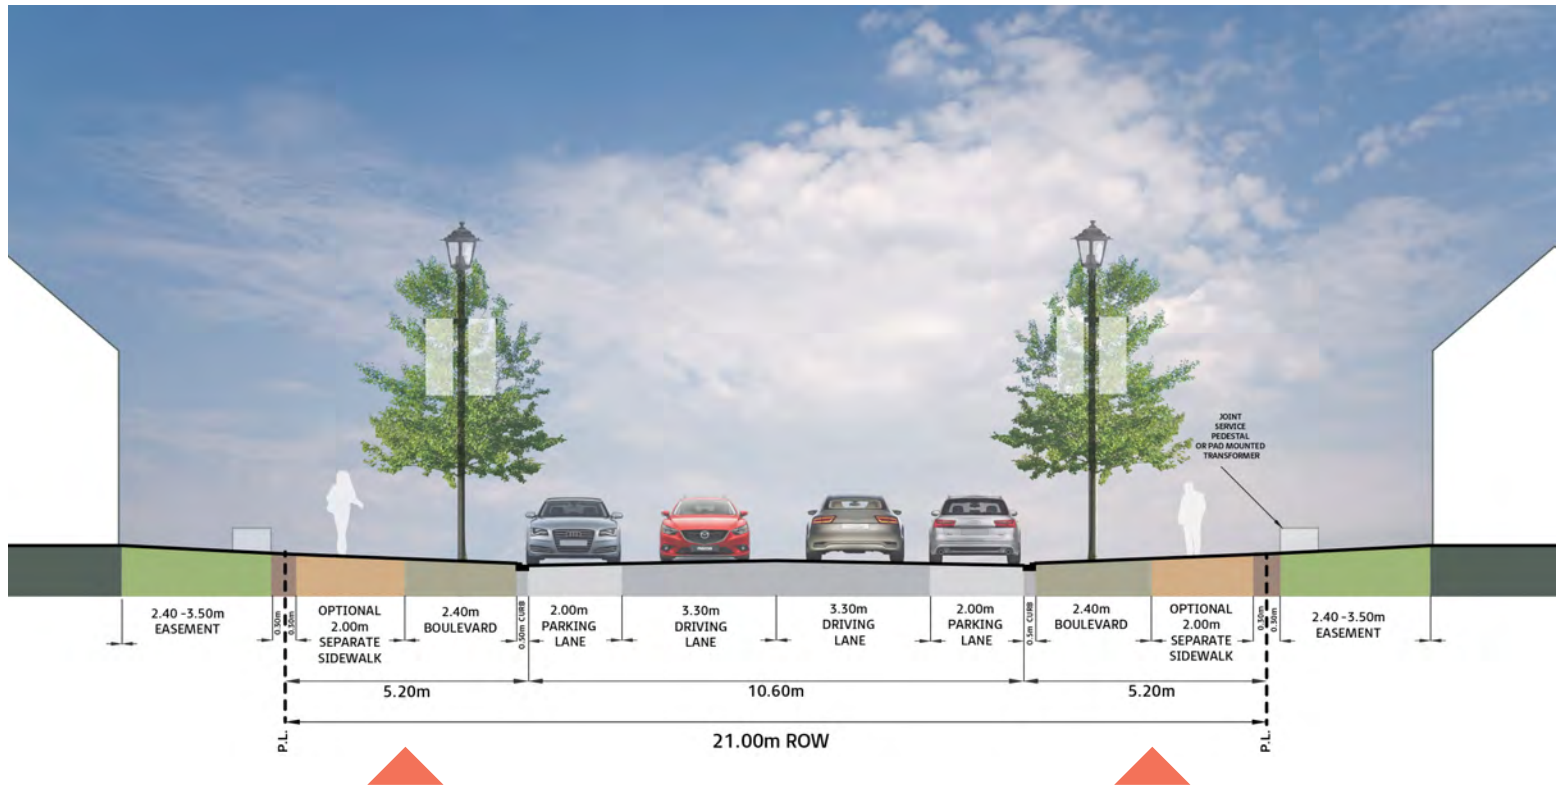 JOINT
SERVICE
PEDESTAL
OR PAD MOUNTED
TRANSFORMER
2.40 -3.50m
EASEMENT
0.30m
0.30m
OPTIONAL
2.00m
SEPARATE
SIDEWALK
2.40m
BOULEVARD
0.50m CURB
2.00m
PARKING
LANE
3.30m
DRIVING
LANE
3.30m
DRIVING
LANE
2.00m
PARKING
LANE
0.5m CURB
2.40m
BOULEVARD
OPTIONAL
2.00m
SEPARATE
SIDEWALK
0.30m
0.30m
2.40 -3.50m
EASEMENT
5.20m
10.60m
5.20m
21.00m ROW
P.L.
P.L.